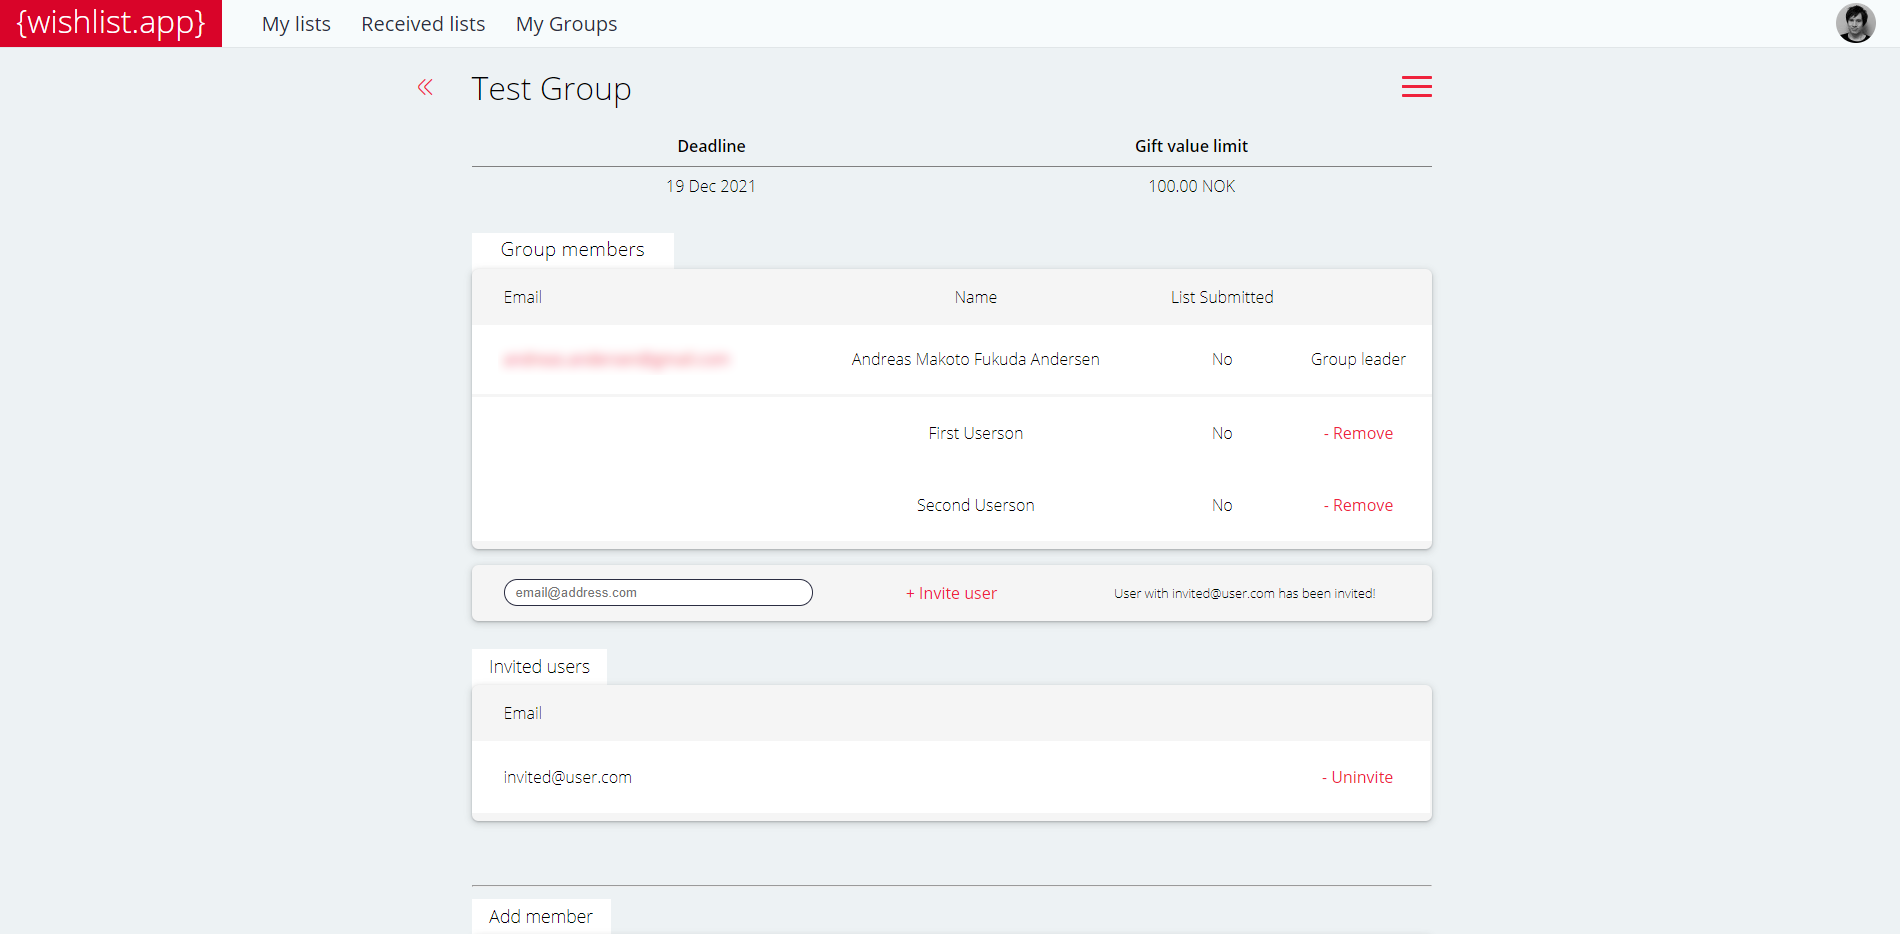 {wishlist.app} My lists Received lists My Groups
Test Group
Deadline Gift value limit
19 Dec 2021 100.00 NOK
Group members
Email Name List Submitted
Andreas Makoto Fukuda Andersen No Group leader
First Userson No - Remove
Second Userson No - Remove
email@address.com + Invite user User with invited@user.com has been invited!
Invited users
Email
invited@user.com - Uninvite
Add member